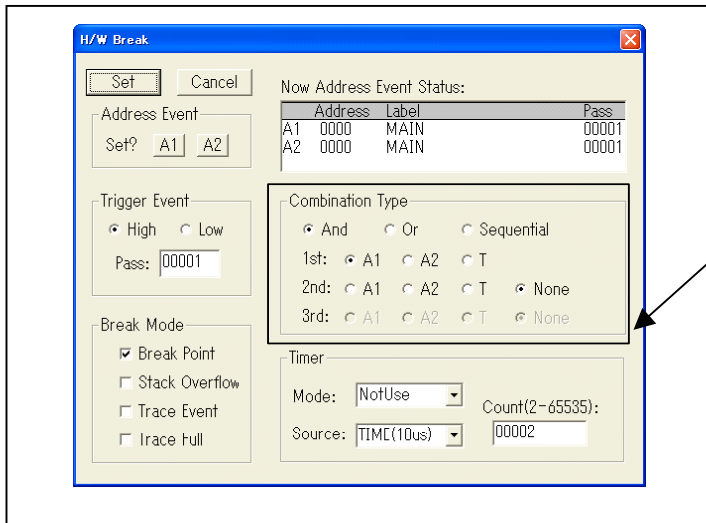 H/W Break
Set Cancel
Address Event
Set? A1 A2
Now Address Event Status:
Address Label Pass
A1 0000 MAIN 00001
A2 0000 MAIN 00001
Trigger Event
High Low
Pass: 00001
Combination Type
And Or Sequential
1st: A1 A2 T
2nd: A1 A2 T None
3rd: A1 A2 T None
Break Mode
Break Point
Stack Overflow
Trace Event
Trace Full
Timer
Mode: NotUse
Count(2-65535):
Source: TIME(10us) 00002